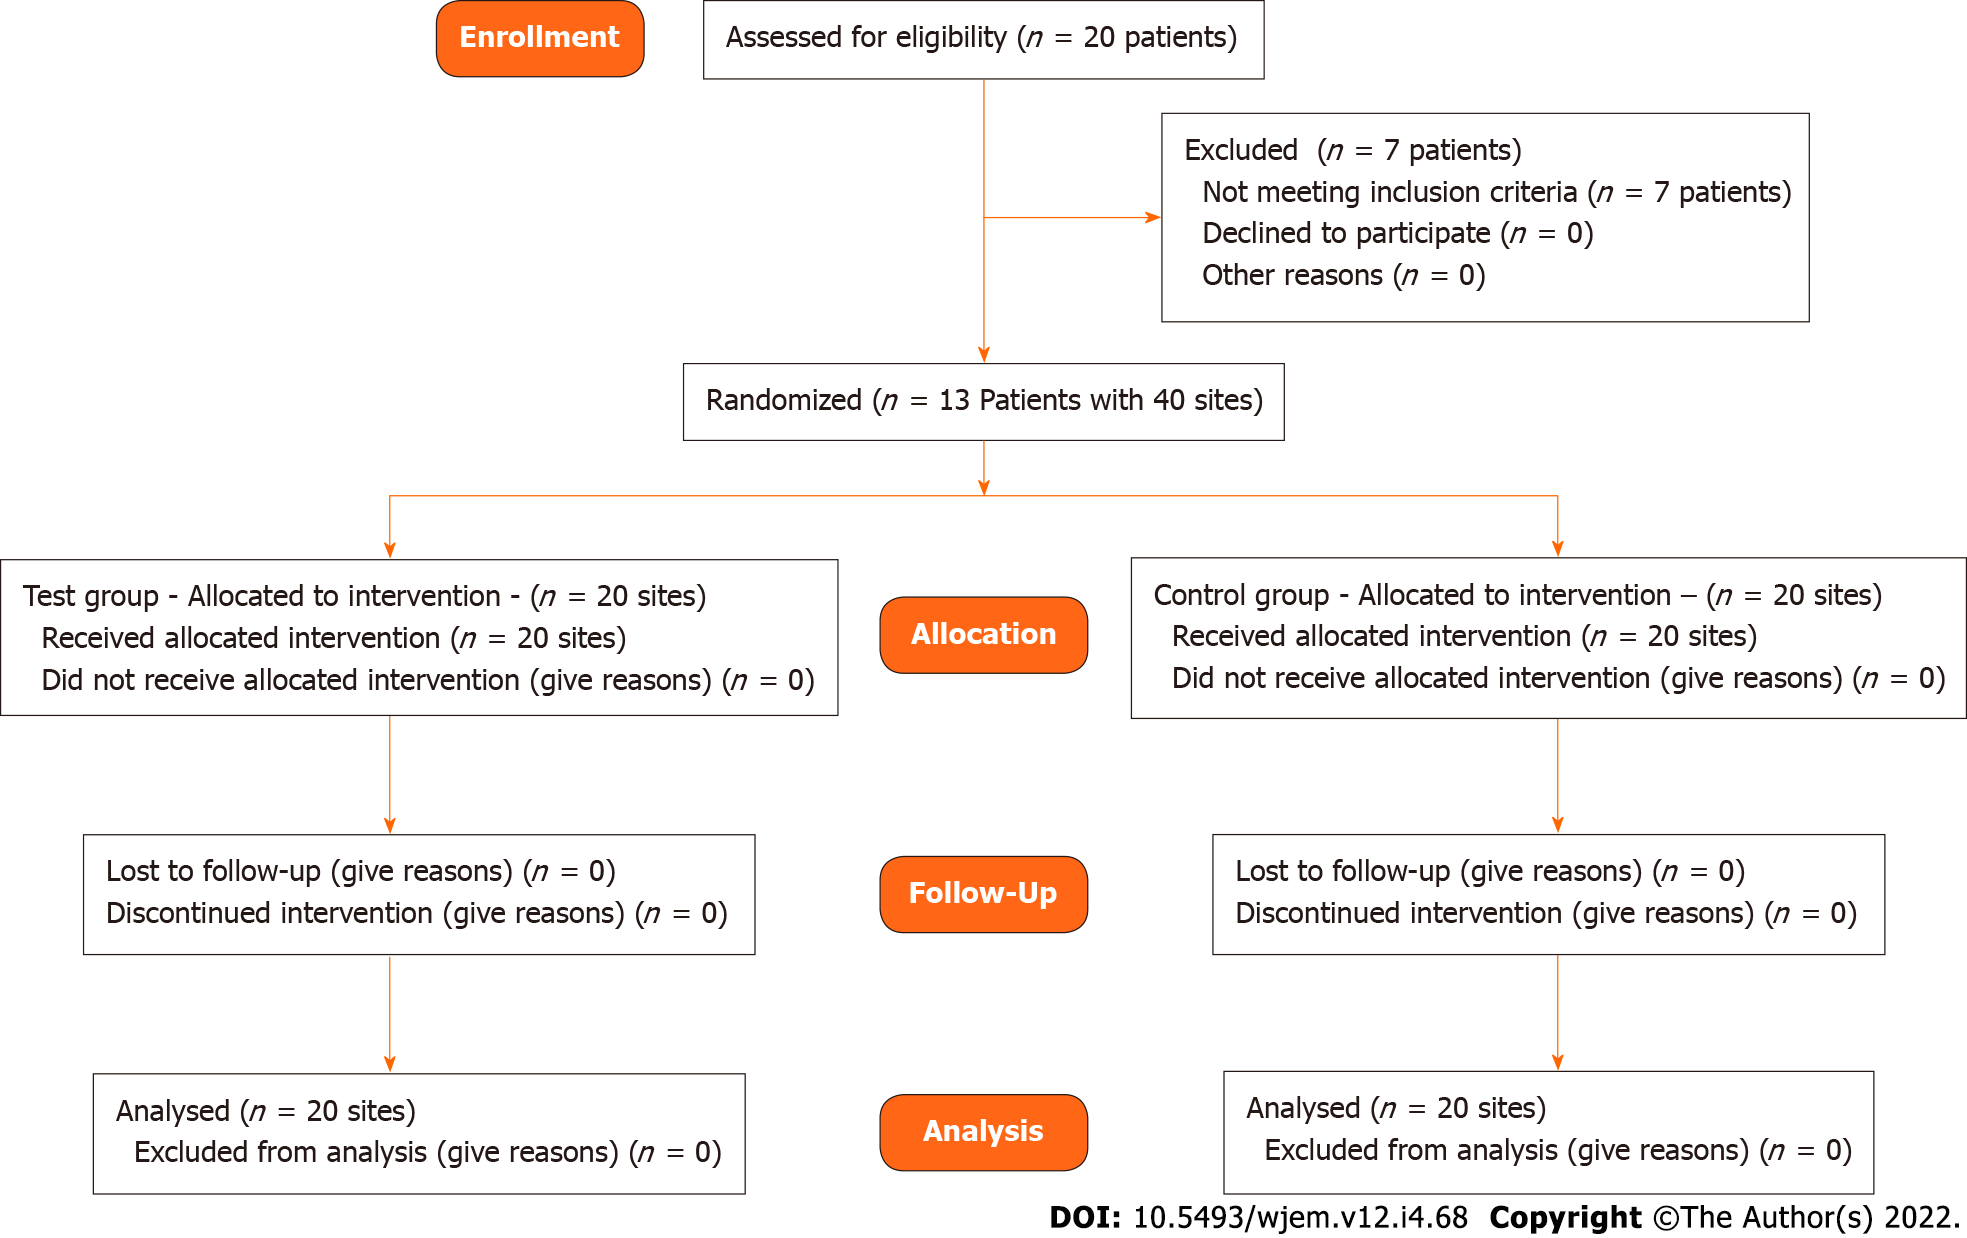 Enrollment
Assessed for eligibility (n = 20 patients)
Excluded (n = 7 patients)
Not meeting inclusion criteria (n = 7 patients)
Declined to participate (n = 0)
Other reasons (n = 0)
Randomized (n = 13 Patients with 40 sites)
Test group - Allocated to intervention - (n = 20 sites)
Received allocated intervention (n = 20 sites)
Did not receive allocated intervention (give reasons) (n = 0)
Allocation
Control group - Allocated to intervention – (n = 20 sites)
Received allocated intervention (n = 20 sites)
Did not receive allocated intervention (give reasons) (n = 0)
Lost to follow-up (give reasons) (n = 0)
Discontinued intervention (give reasons) (n = 0)
Follow-Up
Lost to follow-up (give reasons) (n = 0)
Discontinued intervention (give reasons) (n = 0)
Analysed (n = 20 sites)
Excluded from analysis (give reasons) (n = 0)
Analysis
Analysed (n = 20 sites)
Excluded from analysis (give reasons) (n = 0)
DOI: 10.5493/wjem.v12.i4.68 Copyright ©The Author(s) 2022.